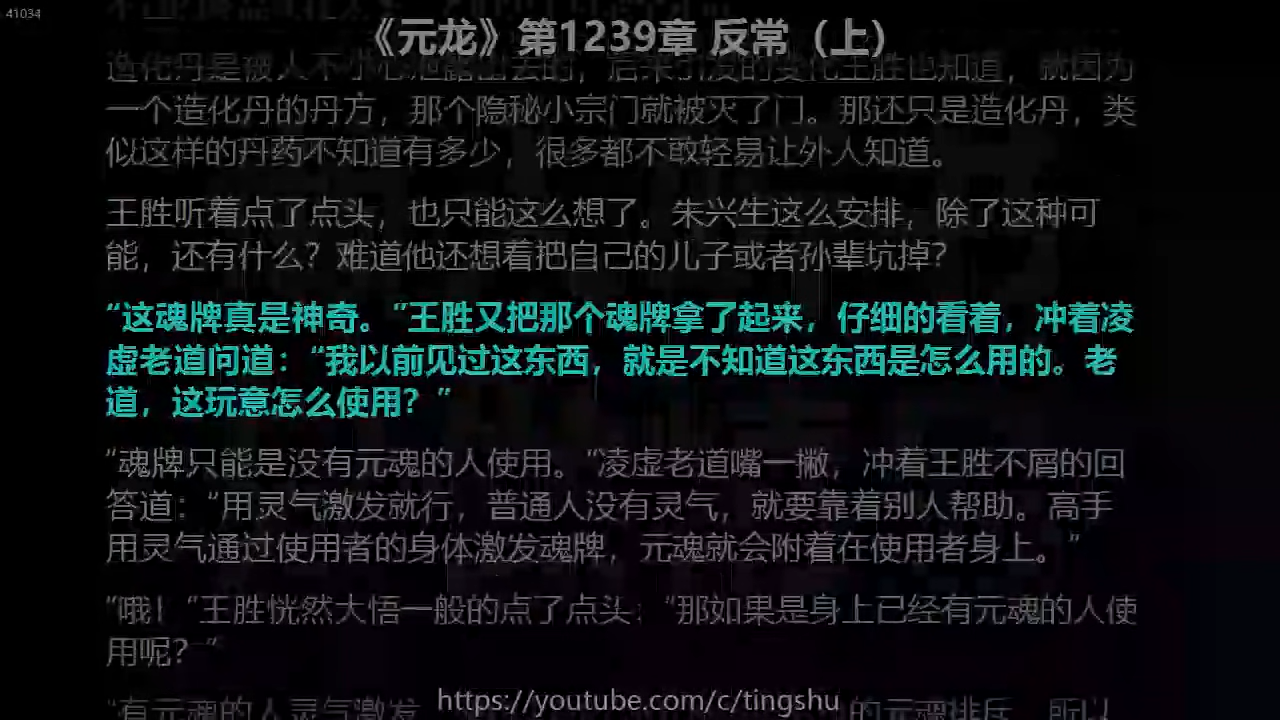 41034
《元龙》第1239章 反常（上）
造化丹是被人不小心泄露出去的，后来引发的变化王胜也知道，就因为
一个造化丹的丹方，那个隐秘小宗门就被灭了门。那还只是造化丹，类
似这样的丹药不知道有多少，很多都不敢轻易让外人知道。
王胜听着点了点头，也只能这么想了。朱兴生这么安排，除了这种可
能，还有什么？难道他还想着把自己的儿子或者孙辈坑掉？
“这魂牌真是神奇。”王胜又把那个魂牌拿了起来，仔细的看着，冲着凌
虚老道问道：“我以前见过这东西，就是不知道这东西是怎么用的。老
道，这玩意怎么使用？”
“魂牌只能是没有元魂的人使用。“凌虚老道嘴一撇，冲着王胜不屑的回
答道：“用灵气激发就行，普通人没有灵气，就要靠着别人帮助。高手
用灵气通过使用者的身体激发魂牌，元魂就会附着在使用者身上。”
“哦！“王胜恍然大悟一般的点了点头：“那如果是身上已经有元魂的人使
用呢？”
“有元魂的人灵气激发
的元魂排斥，所以
https://youtube.com/c/tingshu